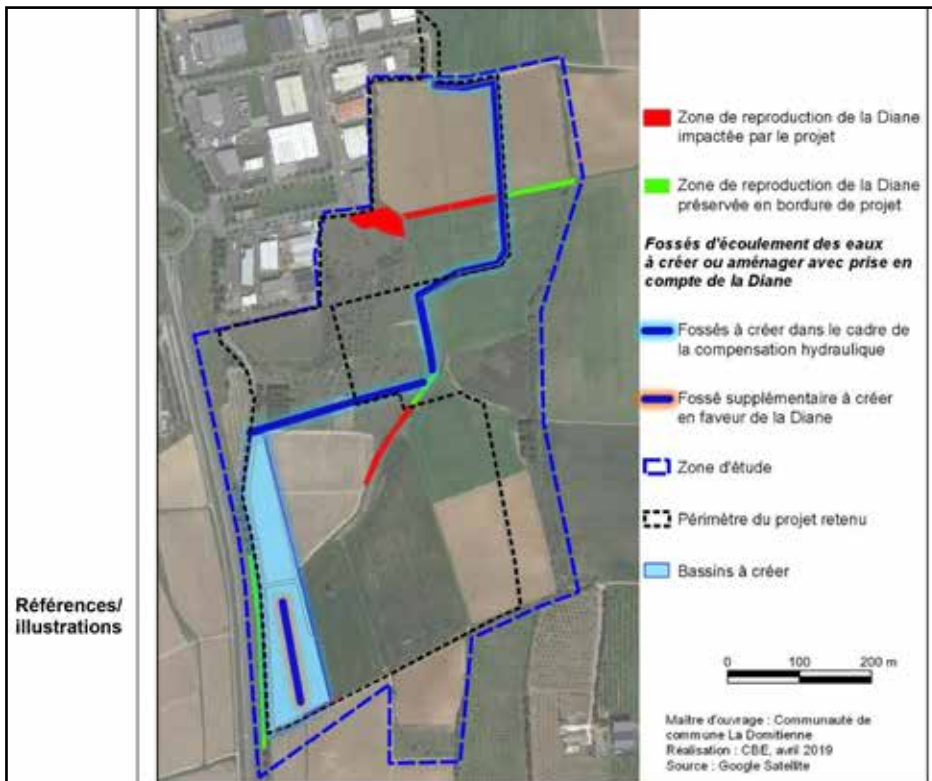 Références/
illustrations
Zone de reproduction de la Diane
impactée par le projet
Zone de reproduction de la Diane
préservée en bordure de projet
Fossés d'écoulement des eaux
à créer ou aménager avec prise en
compte de la Diane
Fossés à créer dans le cadre de
la compensation hydraulique
Fossé supplémentaire à créer
en faveur de la Diane
Zone d'étude
Périmètre du projet retenu
Bassins à créer
0 100 200 m
Maître d'ouvrage : Communauté de
commune La Domitienne
Réalisation : CBE, avril 2019
Source : Google Satellite